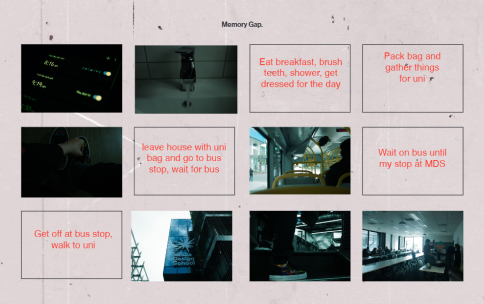 Memory Gap.
Eat breakfast, brush
teeth, shower, get
dressed for the day
Pack bag and
gather things
for uni
leave house with uni
bag and go to bus
stop, wait for bus
Wait on bus until
my stop at MDS
Get off at bus stop,
walk to uni
Design
School